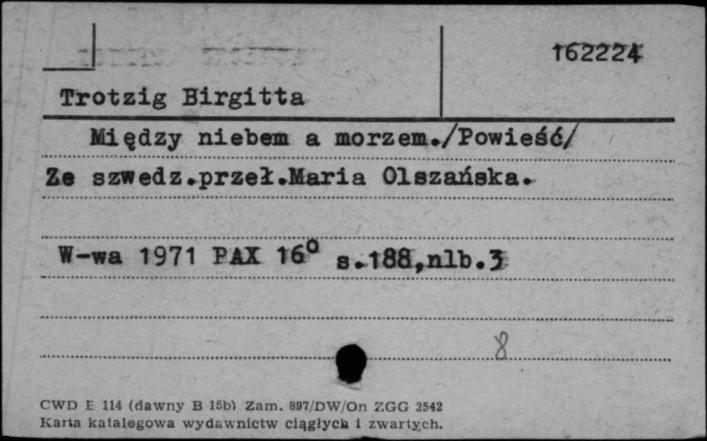 162224
Trotzig Birgitta
Między niebem a morzem./Powieść/
Ze szwedz.przeł.Maria Olszańska.
W-wa 1971 PAX 16° s.188,nlb.3
8
CWD E 114 (dawny B 15b) Zam. 897/DW/On ZGG 2542
Karta katalogowa wydawnictw ciągłych i zwartych.